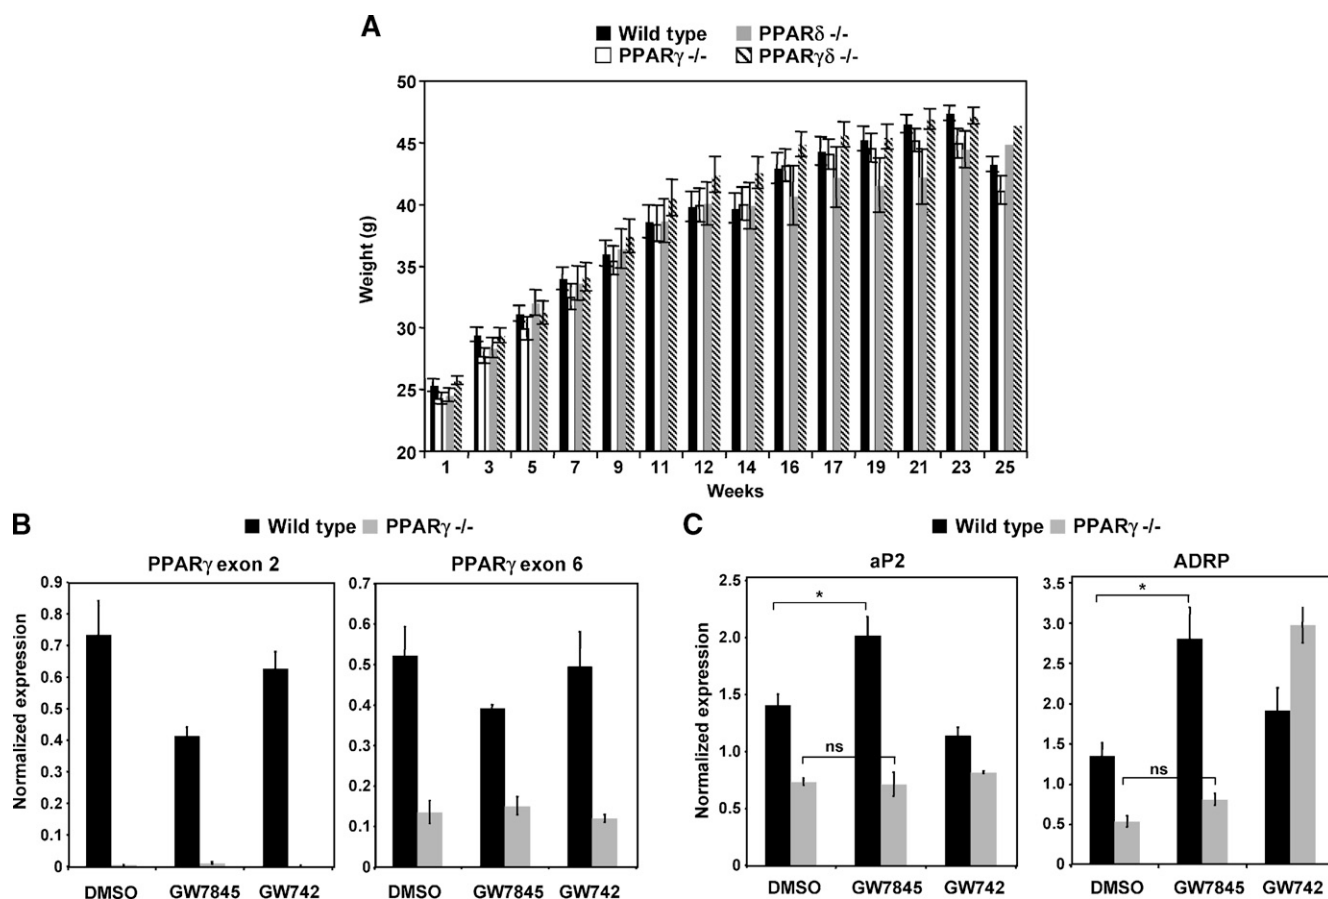 A
Wild type PPARδ -/-
PPARγ -/- PPARγδ -/-
50
45
40
35
30
25
20
Weight (g)
1 3 5 7 9 11 12 14 16 17 19 21 23 25
Weeks
B
Wild type PPARγ -/-
PPARγ exon 2
0.9
0.8
0.7
0.6
0.5
0.4
0.3
0.2
0.1
0
Normalized expression
DMSO GW7845 GW742
PPARγ exon 6
0.7
0.6
0.5
0.4
0.3
0.2
0.1
0
DMSO GW7845 GW742
C
Wild type PPARγ -/-
aP2
2.5
2.0
1.5
1.0
0.5
0
Normalized expression
*
ns
DMSO GW7845 GW742
ADRP
3.5
3.0
2.5
2.0
1.5
1.0
0.5
0
*
ns
DMSO GW7845 GW742